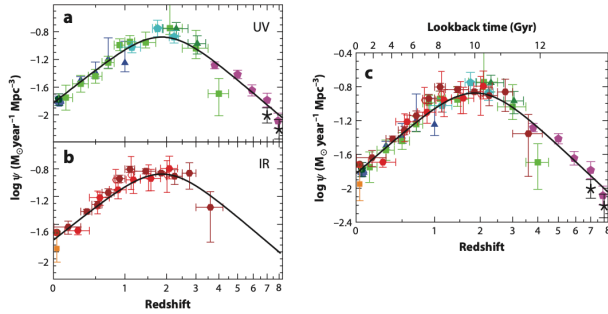 a
UV
-0.8
-1.2
-1.6
-2
log ψ (M⊙ year⁻¹ Mpc⁻³)
b
IR
-0.8
-1.2
-1.6
-2
0 1 2 3 4 5 6 7 8
Redshift
Lookback time (Gyr)
0 2 4 6 8 10 12
c
-0.4
-0.8
-1.2
-1.6
-2
-2.4
log ψ (M⊙ year⁻¹ Mpc⁻³)
0 1 2 3 4 5 6 7 8
Redshift